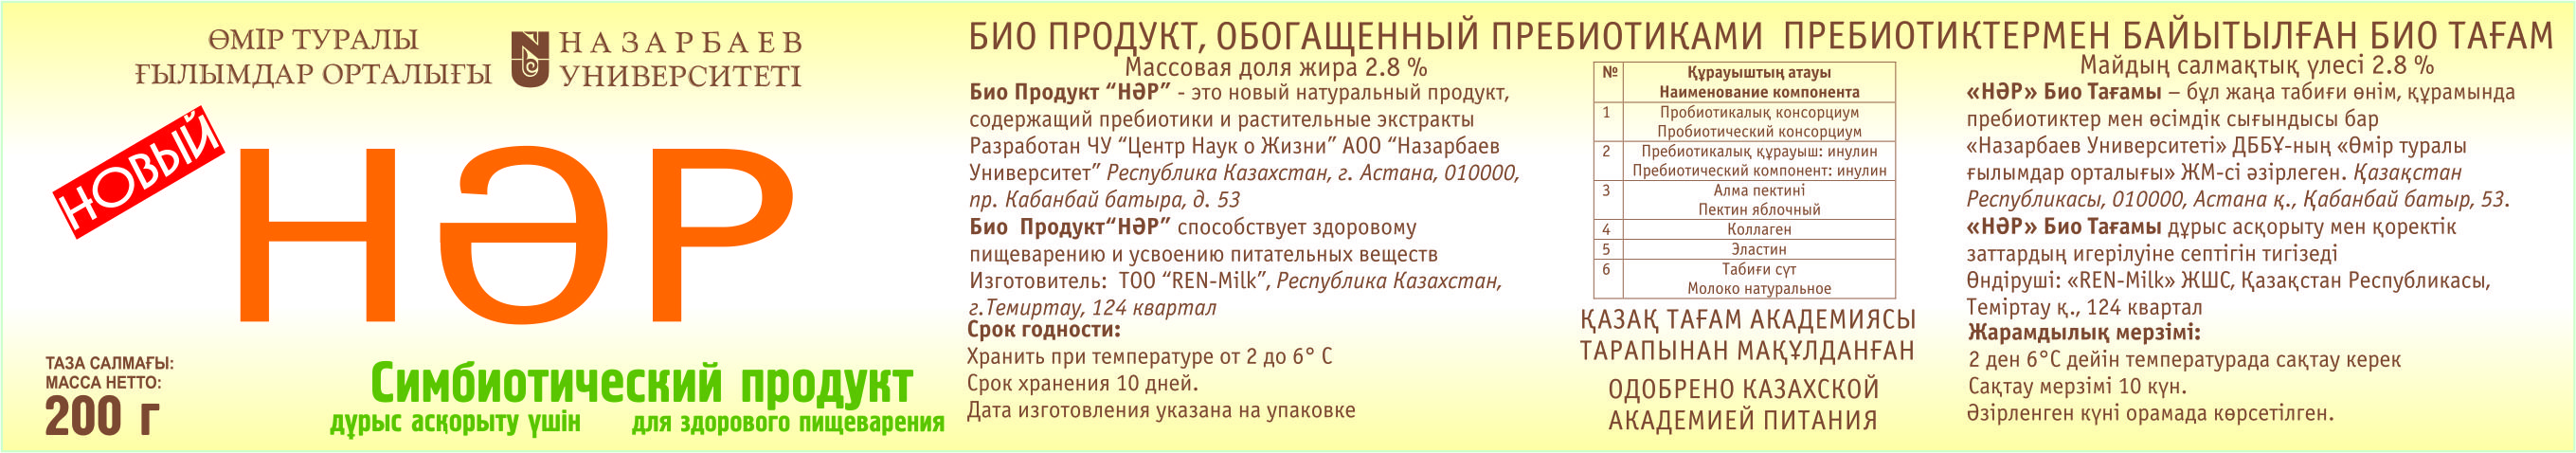 ӨМІР ТУРАЛЫ
ҒЫЛЫМДАР ОРТАЛЫҒЫ
НАЗАРБАЕВ
УНИВЕРСИТЕТІ
НОВЫЙ
НӘР
ТАЗА САЛМАҒЫ:
МАССА НЕТТО:
200 г
Симбиотический продукт
дұрыс асқорыту үшін
для здорового пищеварения
БИО ПРОДУКТ, ОБОГАЩЕННЫЙ ПРЕБИОТИКАМИ
Массовая доля жира 2.8 %
Био Продукт “НӘР” - это новый натуральный продукт,
содержащий пребиотики и растительные экстракты
Разработан ЧУ “Центр Наук о Жизни” АОО “Назарбаев
Университет” Республика Казахстан, г. Астана, 010000,
пр. Кабанбай батыра, д. 53
Био Продукт“НӘР” способствует здоровому
пищеварению и усвоению питательных веществ
Изготовитель: ТОО “REN-Milk”, Республика Казахстан,
г.Темиртау, 124 квартал
Срок годности:
Хранить при температуре от 2 до 6° С
Срок хранения 10 дней.
Дата изготовления указана на упаковке
ПРЕБИОТИКТЕРМЕН БАЙЫТЫЛҒАН БИО ТАҒАМ
№ Құрауыштың атауы
Наименование компонента
1 Пробиотикалық консорциум
Пробиотический консорциум
2 Пребиотикалық құрауыш: инулин
Пребиотический компонент: инулин
3 Алма пектині
Пектин яблочный
4 Коллаген
5 Эластин
6 Табиғи сүт
Молоко натуральное
ҚАЗАҚ ТАҒАМ АКАДЕМИЯСЫ
ТАРАПЫНАН МАҚҰЛДАНҒАН
ОДОБРЕНО КАЗАХСКОЙ
АКАДЕМИЕЙ ПИТАНИЯ
Майдың салмақтық үлесі 2.8 %
«НӘР» Био Тағамы – бұл жаңа табиғи өнім, құрамында
пребиотиктер мен өсімдік сығындысы бар
«Назарбаев Университеті» ДББҰ-ның «Өмір туралы
ғылымдар орталығы» ЖМ-сі әзірлеген. Қазақстан
Республикасы, 010000, Астана қ., Қабанбай батыр, 53.
«НӘР» Био Тағамы дұрыс асқорыту мен қоректік
заттардың игерілуіне септігін тигізеді
Өндіруші: «REN-Milk» ЖШС, Қазақстан Республикасы,
Теміртау қ., 124 квартал
Жарамдылық мерзімі:
2 ден 6°С дейін температурада сақтау керек
Сақтау мерзімі 10 күн.
Әзірленген күні орамада көрсетілген.